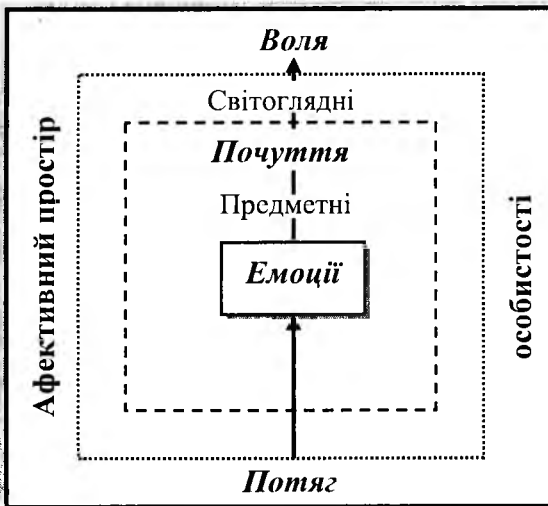 Воля
Світоглядні
Почуття
Предметні
Емоції
Потяг
Афективний простір
особистості